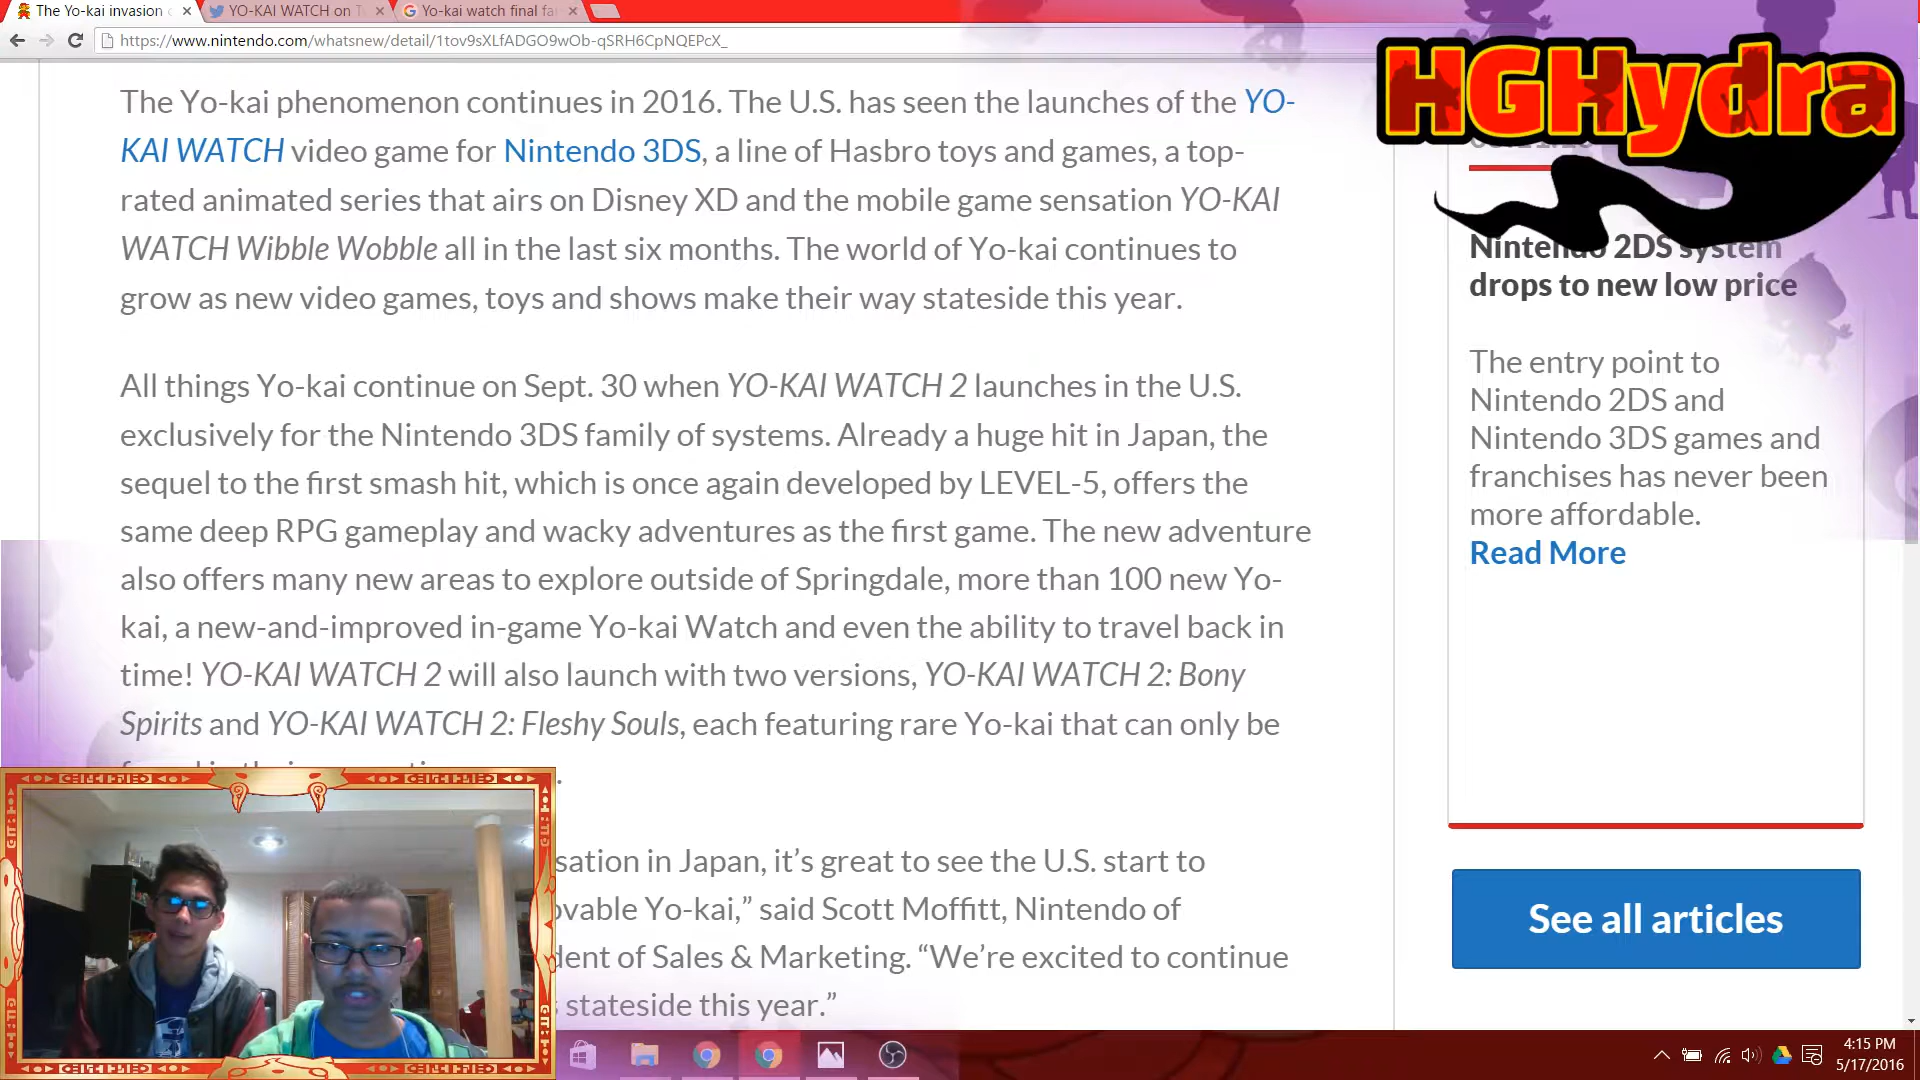 The Yo-kai invasion
YO-KAI WATCH on T
Yo-kai watch final fa
https://www.nintendo.com/whatsnew/detail/1tov9sXLfADGO9wOb-qSRH6CpNQEPcX_
HGHydra
The Yo-kai phenomenon continues in 2016. The U.S. has seen the launches of the YO-
KAI WATCH video game for Nintendo 3DS, a line of Hasbro toys and games, a top-
rated animated series that airs on Disney XD and the mobile game sensation YO-KAI
WATCH Wibble Wobble all in the last six months. The world of Yo-kai continues to
grow as new video games, toys and shows make their way stateside this year.
All things Yo-kai continue on Sept. 30 when YO-KAI WATCH 2 launches in the U.S.
exclusively for the Nintendo 3DS family of systems. Already a huge hit in Japan, the
sequel to the first smash hit, which is once again developed by LEVEL-5, offers the
same deep RPG gameplay and wacky adventures as the first game. The new adventure
also offers many new areas to explore outside of Springdale, more than 100 new Yo-
kai, a new-and-improved in-game Yo-kai Watch and even the ability to travel back in
time! YO-KAI WATCH 2 will also launch with two versions, YO-KAI WATCH 2: Bony
Spirits and YO-KAI WATCH 2: Fleshy Souls, each featuring rare Yo-kai that can only be
sation in Japan, it's great to see the U.S. start to
ovable Yo-kai,” said Scott Moffitt, Nintendo of
dent of Sales & Marketing. “We're excited to continue
stateside this year.”
Nintendo 2DS system
drops to new low price
The entry point to
Nintendo 2DS and
Nintendo 3DS games and
franchises has never been
more affordable.
Read More
See all articles
4:15 PM
5/17/2016